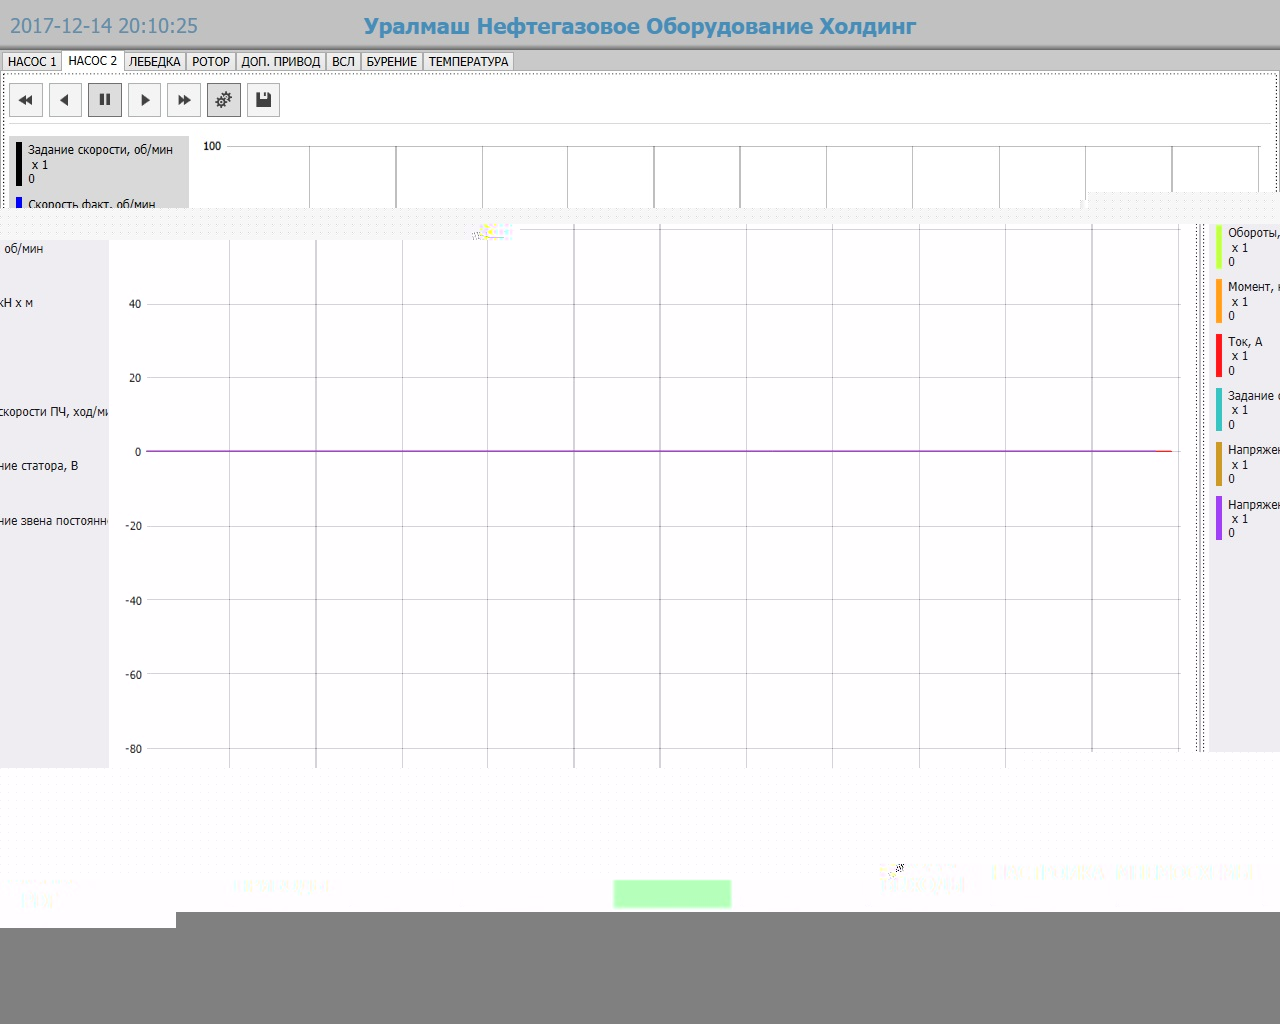 2017-12-14 20:10:25
Уралмаш Нефтегазовое Оборудование Холдинг
НАСОС 1
НАСОС 2
ЛЕБЕДКА
РОТОР
ДОП. ПРИВОД
ВСЛ
БУРЕНИЕ
ТЕМПЕРАТУРА
Задание скорости, об/мин
x 1
0
Скорость факт, об/мин
100
об/мин
кН x м
скорости ПЧ, ход/ми
ние статора, В
ние звена постоянн
40
20
0
-20
-40
-60
-80
Обороты,
x 1
0
Момент,
x 1
0
Ток, А
x 1
0
Задание
x 1
0
Напряжен
x 1
0
Напряжен
x 1
0